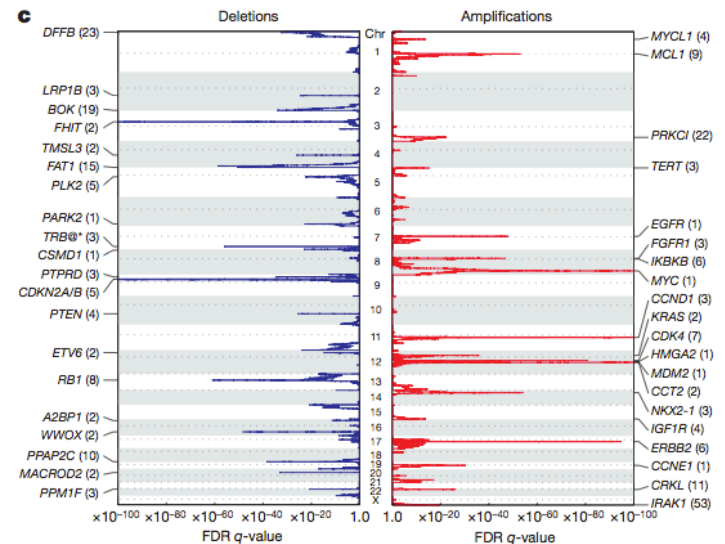 c
Deletions
Chr
Amplifications
DFFB (23)
LRP1B (3)
BOK (19)
FHIT (2)
TMSL3 (2)
FAT1 (15)
PLK2 (5)
PARK2 (1)
TRB@* (3)
CSMD1 (1)
PTPRD (3)
CDKN2A/B (5)
PTEN (4)
ETV6 (2)
RB1 (8)
A2BP1 (2)
WWOX (2)
PPAP2C (10)
MACROD2 (2)
PPM1F (3)
1
2
3
4
5
6
7
8
9
10
11
12
13
14
15
16
17
18
19
20
21
22
X
MYCL1 (4)
MCL1 (9)
PRKCI (22)
TERT (3)
EGFR (1)
FGFR1 (3)
IKBKB (6)
MYC (1)
CCND1 (3)
KRAS (2)
CDK4 (7)
HMGA2 (1)
MDM2 (1)
CCT2 (2)
NKX2-1 (3)
IGF1R (4)
ERBB2 (6)
CCNE1 (1)
CRKL (11)
IRAK1 (53)
×10−100 ×10−80 ×10−60 ×10−40 ×10−20 1.0
FDR q-value
1.0 ×10−20 ×10−40 ×10−60 ×10−80 ×10−100
FDR q-value